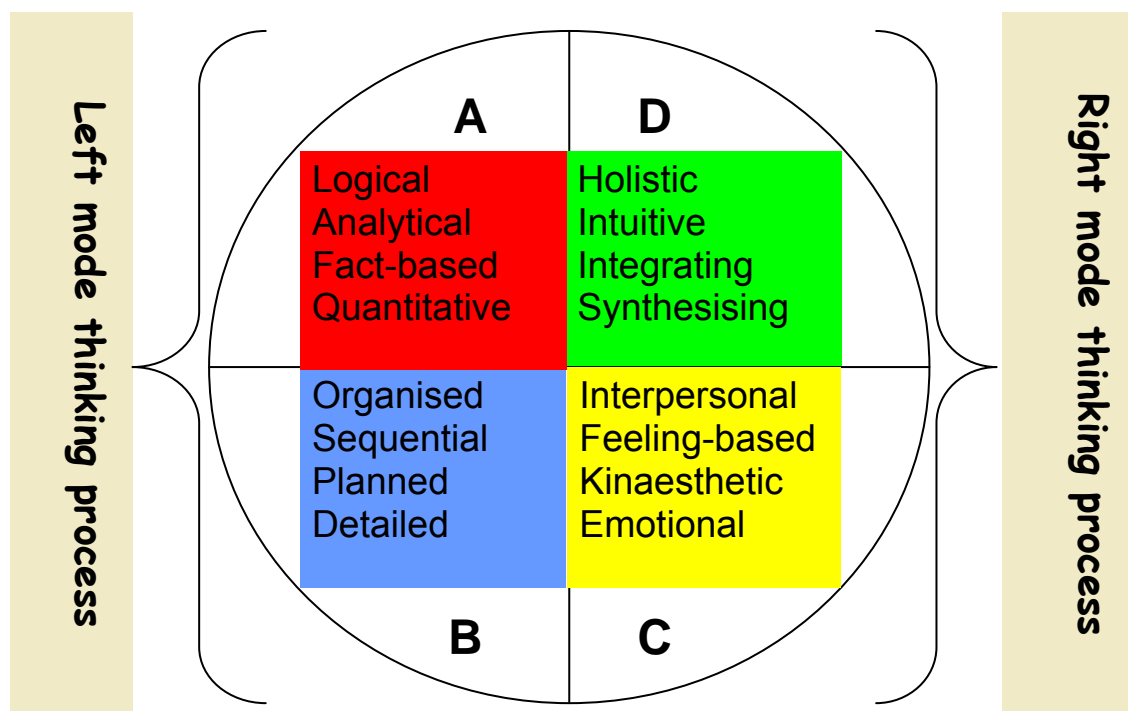 Left mode thinking process
A
Logical
Analytical
Fact-based
Quantitative
D
Holistic
Intuitive
Integrating
Synthesising
Organised
Sequential
Planned
Detailed
B
Interpersonal
Feeling-based
Kinaesthetic
Emotional
C
Right mode thinking process